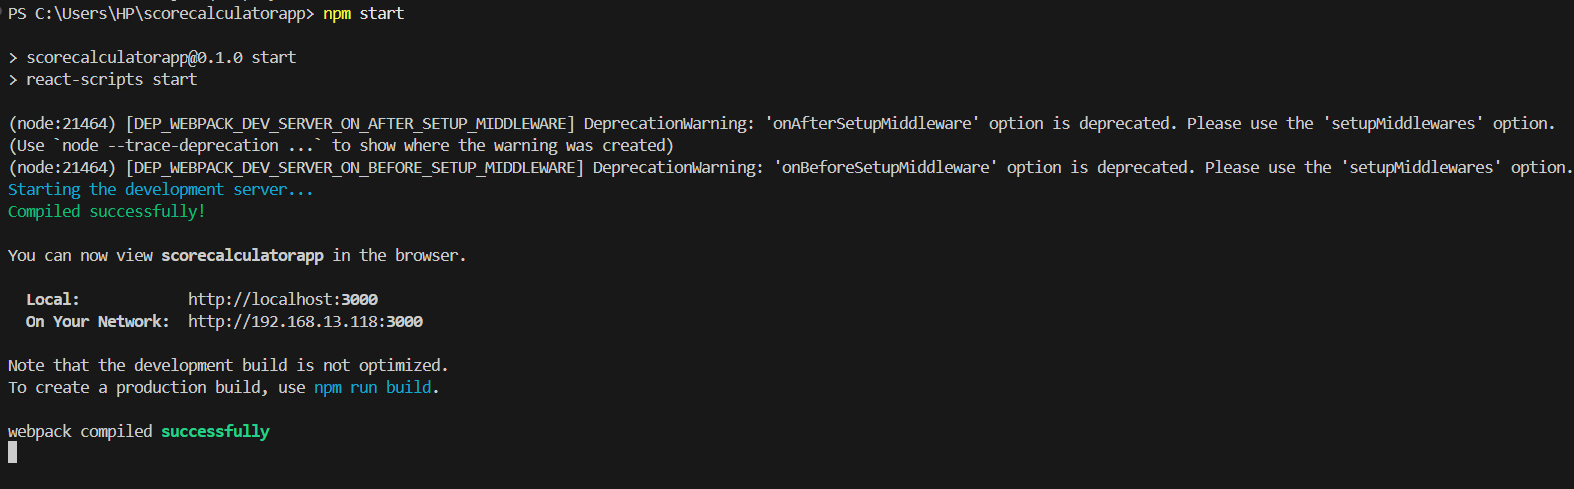 PS C:\Users\HP\scorecalculatorapp> npm start
> scorecalculatorapp@0.1.0 start
> react-scripts start
(node:21464) [DEP_WEBPACK_DEV_SERVER_ON_AFTER_SETUP_MIDDLEWARE] DeprecationWarning: 'onAfterSetupMiddleware' option is deprecated. Please use the 'setupMiddlewares' option.
(Use `node --trace-deprecation ...` to show where the warning was created)
(node:21464) [DEP_WEBPACK_DEV_SERVER_ON_BEFORE_SETUP_MIDDLEWARE] DeprecationWarning: 'onBeforeSetupMiddleware' option is deprecated. Please use the 'setupMiddlewares' option.
Starting the development server...
Compiled successfully!
You can now view scorecalculatorapp in the browser.
Local: http://localhost:3000
On Your Network: http://192.168.13.118:3000
Note that the development build is not optimized.
To create a production build, use npm run build.
webpack compiled successfully